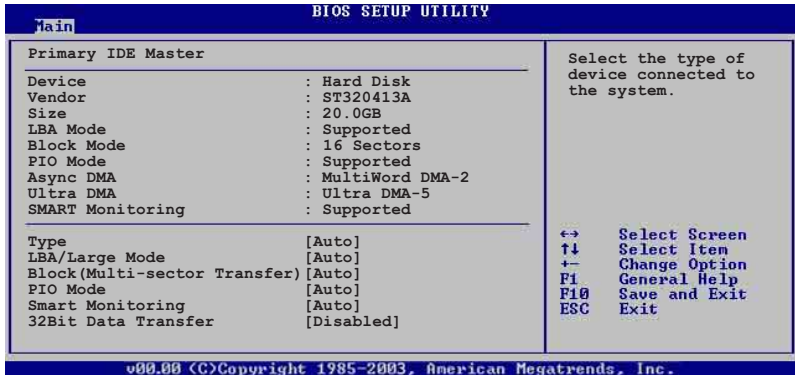 BIOS SETUP UTILITY
Main
Primary IDE Master
Device : Hard Disk
Vendor : ST320413A
Size : 20.0GB
LBA Mode : Supported
Block Mode : 16 Sectors
PIO Mode : Supported
Async DMA : MultiWord DMA-2
Ultra DMA : Ultra DMA-5
SMART Monitoring : Supported
Type [Auto]
LBA/Large Mode [Auto]
Block(Multi-sector Transfer)[Auto]
PIO Mode [Auto]
Smart Monitoring [Auto]
32Bit Data Transfer [Disabled]
Select the type of
device connected to
the system.
↔ Select Screen
↑↓ Select Item
+- Change Option
F1 General Help
F10 Save and Exit
ESC Exit
v00.00 (C)Copyright 1985-2003, American Megatrends, Inc.